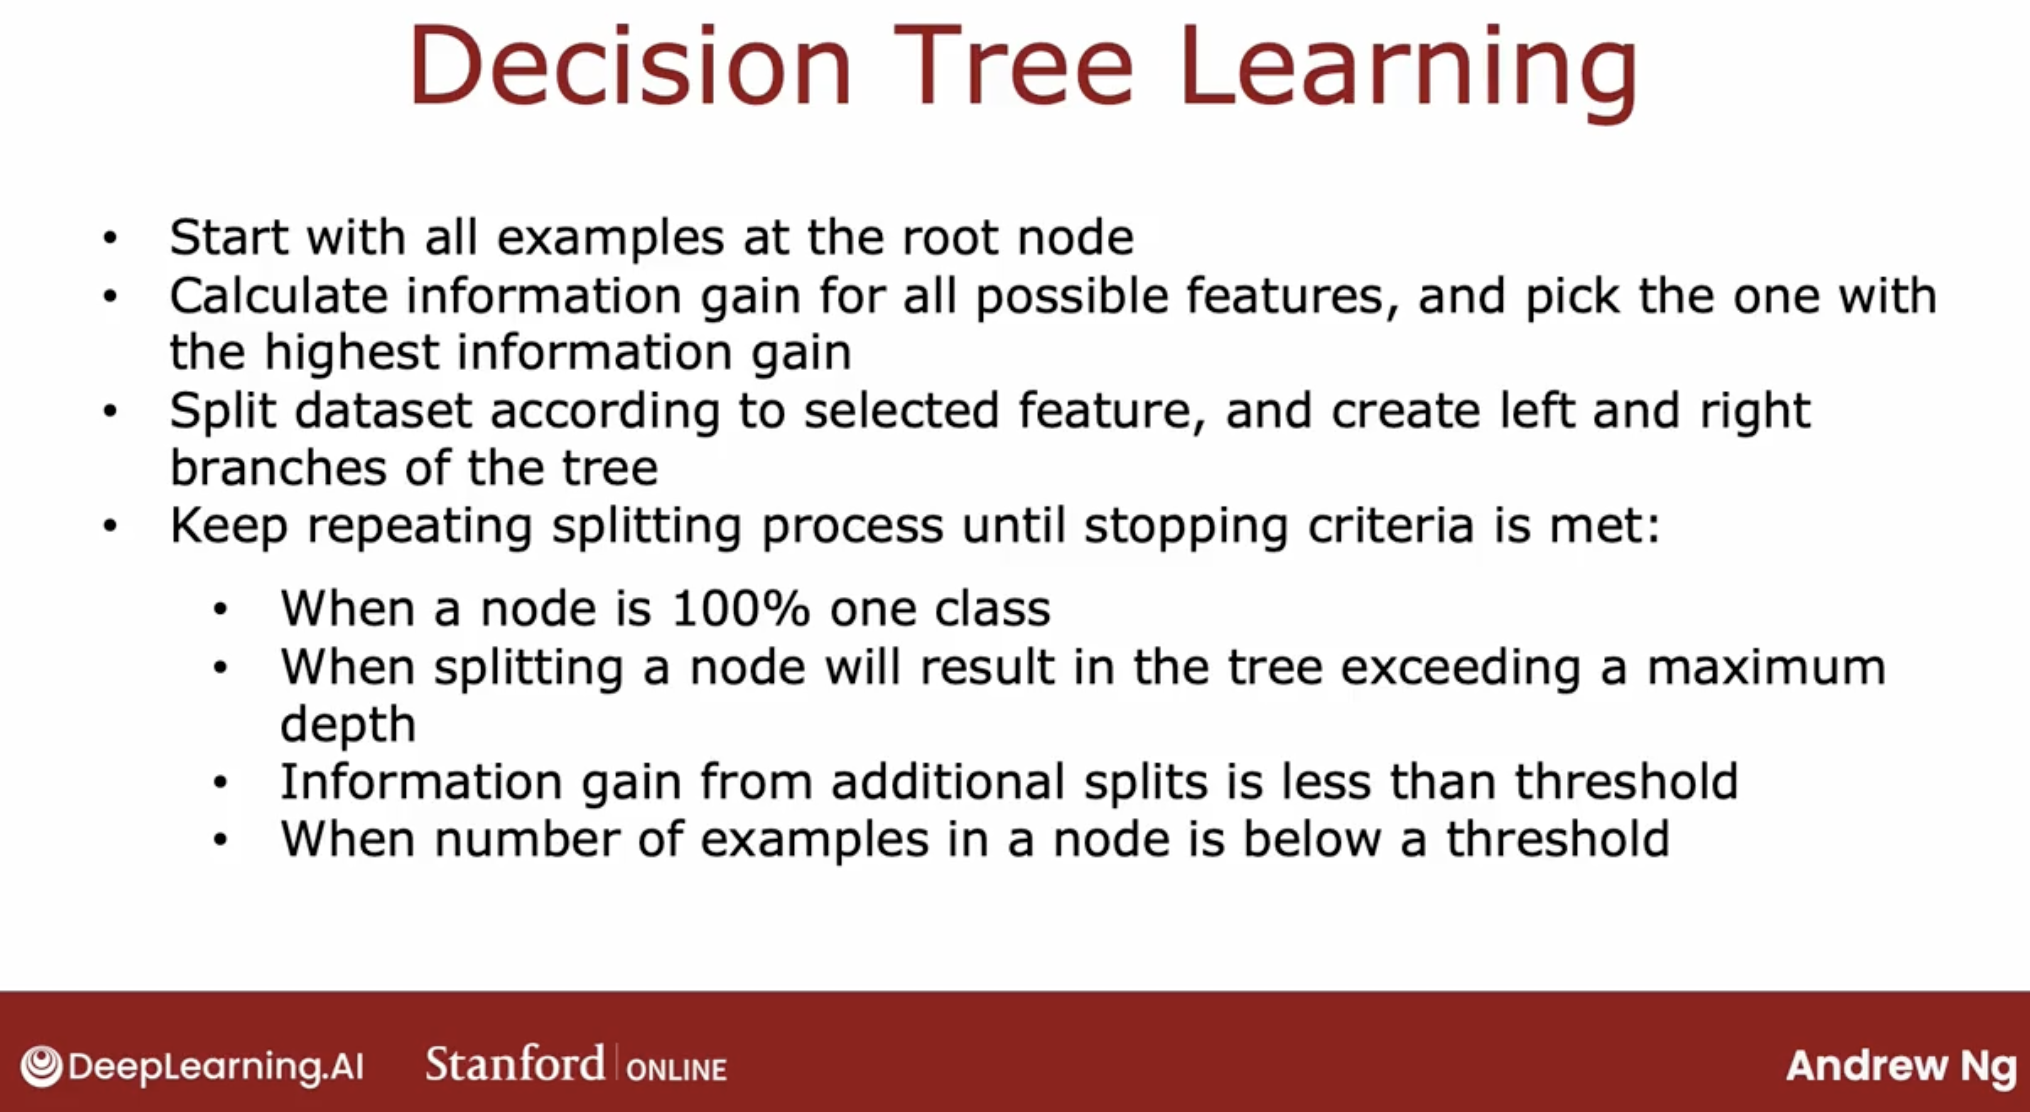 Decision Tree Learning
• Start with all examples at the root node
• Calculate information gain for all possible features, and pick the one with
the highest information gain
• Split dataset according to selected feature, and create left and right
branches of the tree
• Keep repeating splitting process until stopping criteria is met:
• When a node is 100% one class
• When splitting a node will result in the tree exceeding a maximum
depth
• Information gain from additional splits is less than threshold
• When number of examples in a node is below a threshold
DeepLearning.AI Stanford | ONLINE Andrew Ng